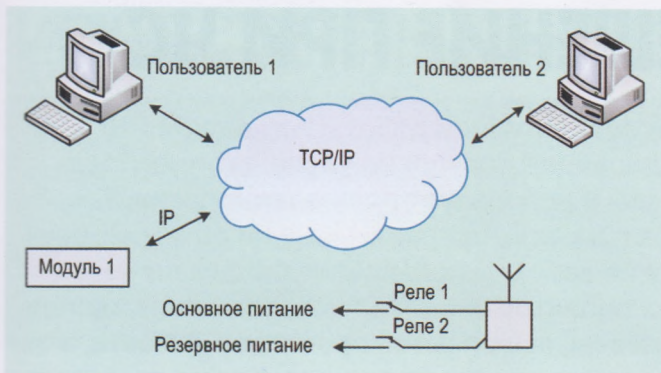 Пользователь 1
Пользователь 2
TCP/IP
IP
Модуль 1
Реле 1
Основное питание
Реле 2
Резервное питание